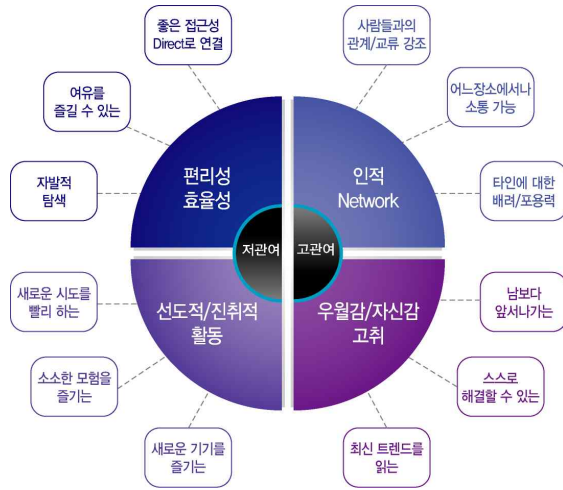 좋은 접근성
Direct로 연결
여유를
즐길 수 있는
자발적
탐색
편리성
효율성
사람들과의
관계/교류 강조
어느장소에서나
소통 가능
타인에 대한
배려/포용력
인적
Network
저관여
고관여
새로운 시도를
빨리 하는
소소한 모험을
즐기는
새로운 기기를
즐기는
선도적/진취적
활동
남보다
앞서나가는
스스로
해결할 수 있는
최신 트렌드를
읽는
우월감/자신감
고취